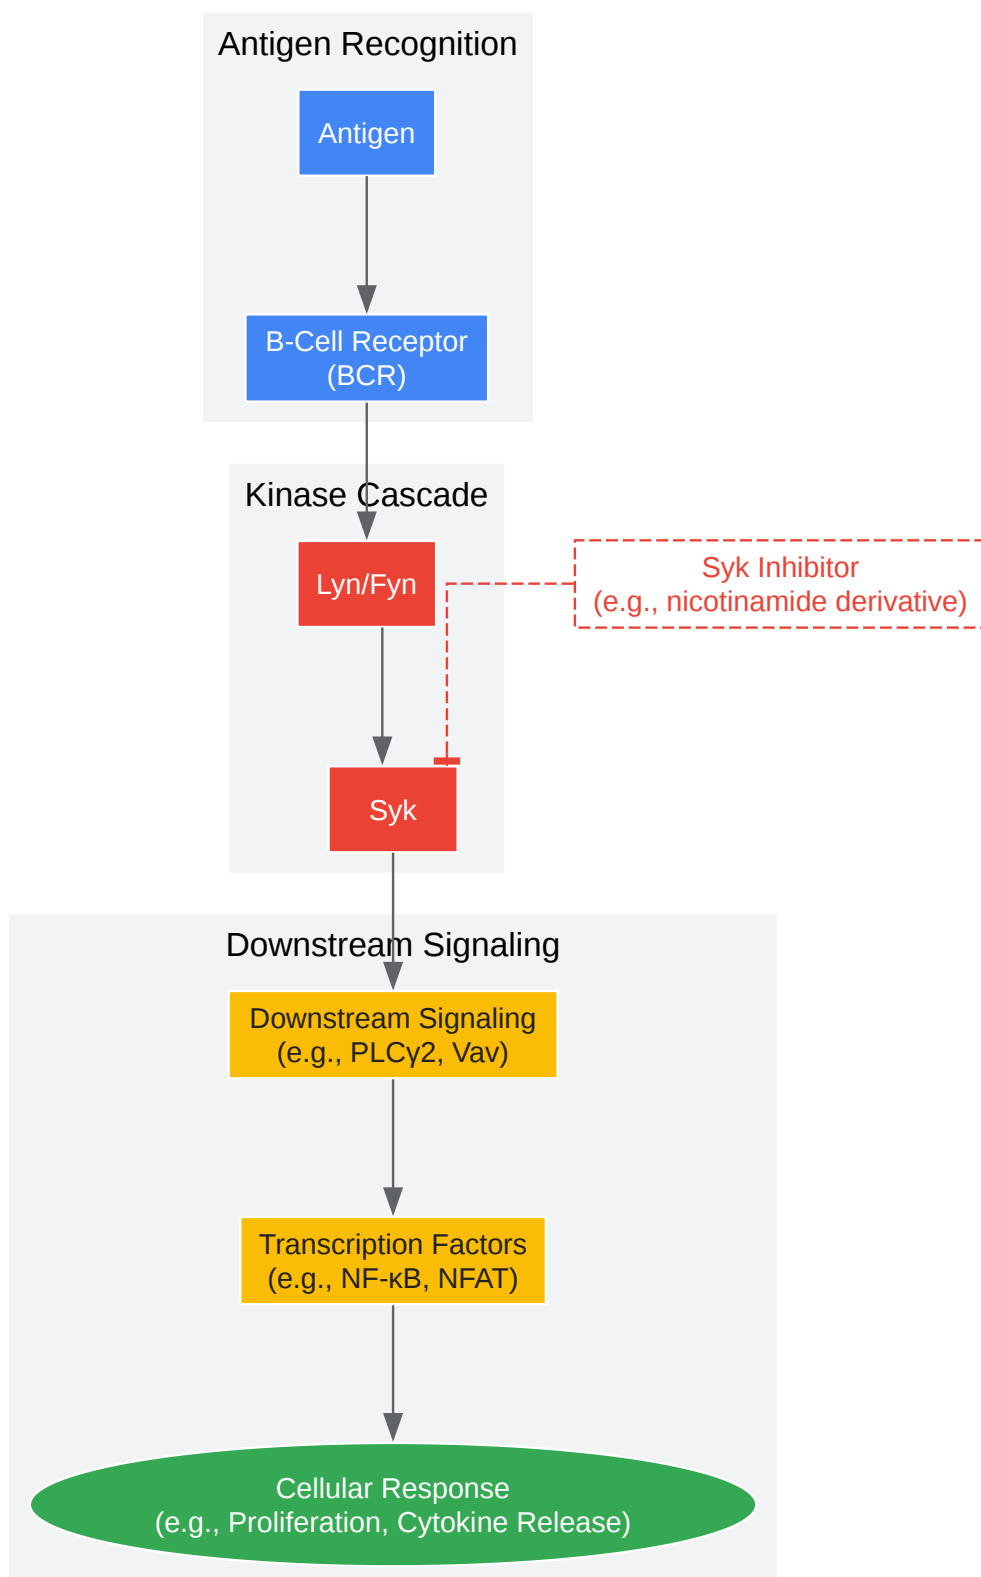 Antigen Recognition
Antigen
B-Cell Receptor
(BCR)
Kinase Cascade
Lyn/Fyn
Syk Inhibitor
(e.g., nicotinamide derivative)
Syk
Downstream Signaling
Downstream Signaling
(e.g., PLCγ2, Vav)
Transcription Factors
(e.g., NF-κB, NFAT)
Cellular Response
(e.g., Proliferation, Cytokine Release)